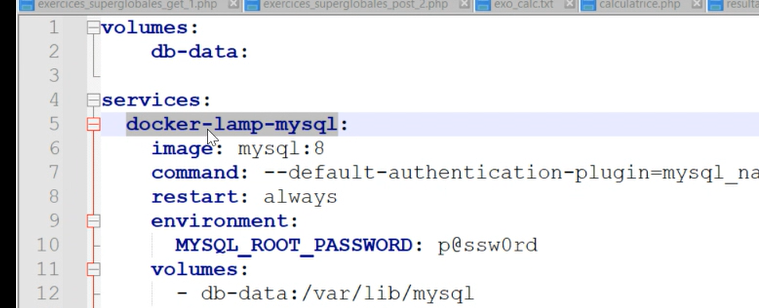 exercices_superglobales_get_1.php exercices_superglobales_post_2.php exo_calc.txt calculatrice.php
1 volumes:
2 db-data:
3
4 services:
5 docker-lamp-mysql:
6 image: mysql:8
7 command: --default-authentication-plugin=mysql_na
8 restart: always
9 environment:
10 MYSQL_ROOT_PASSWORD: p@ssw0rd
11 volumes:
12 - db-data:/var/lib/mysql